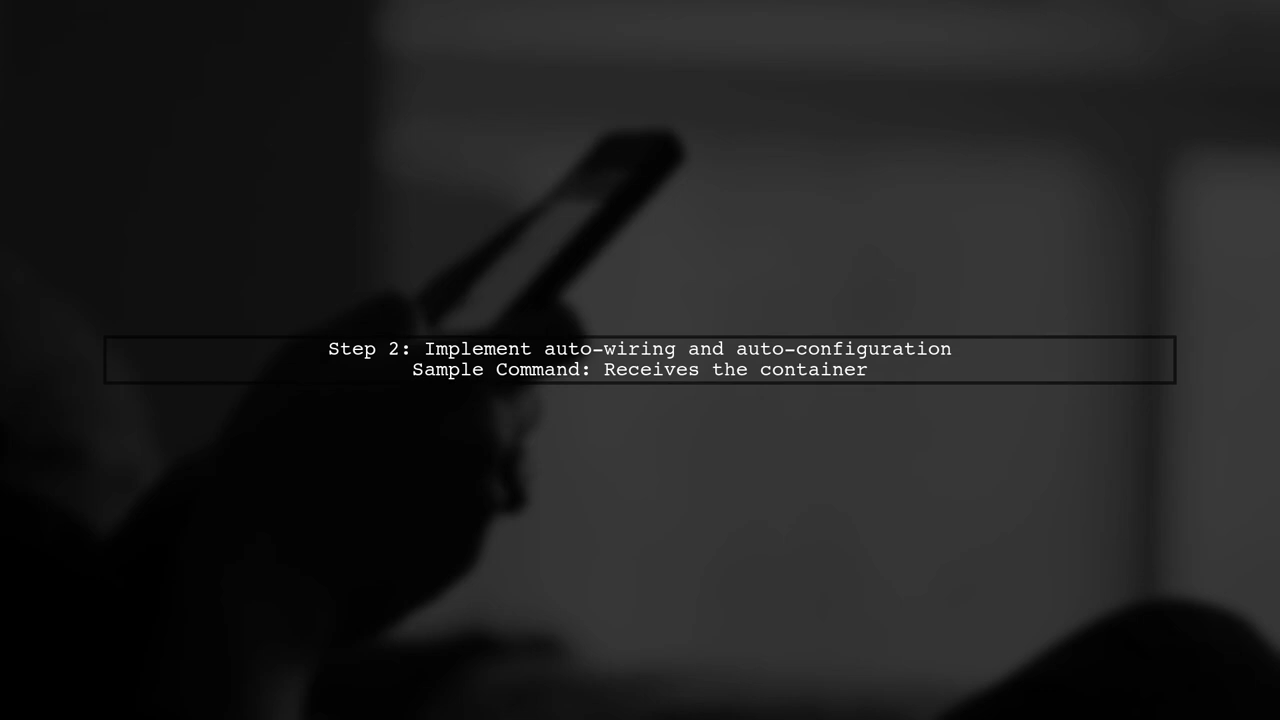 Step 2: Implement auto-wiring and auto-configuration
Sample Command: Receives the container